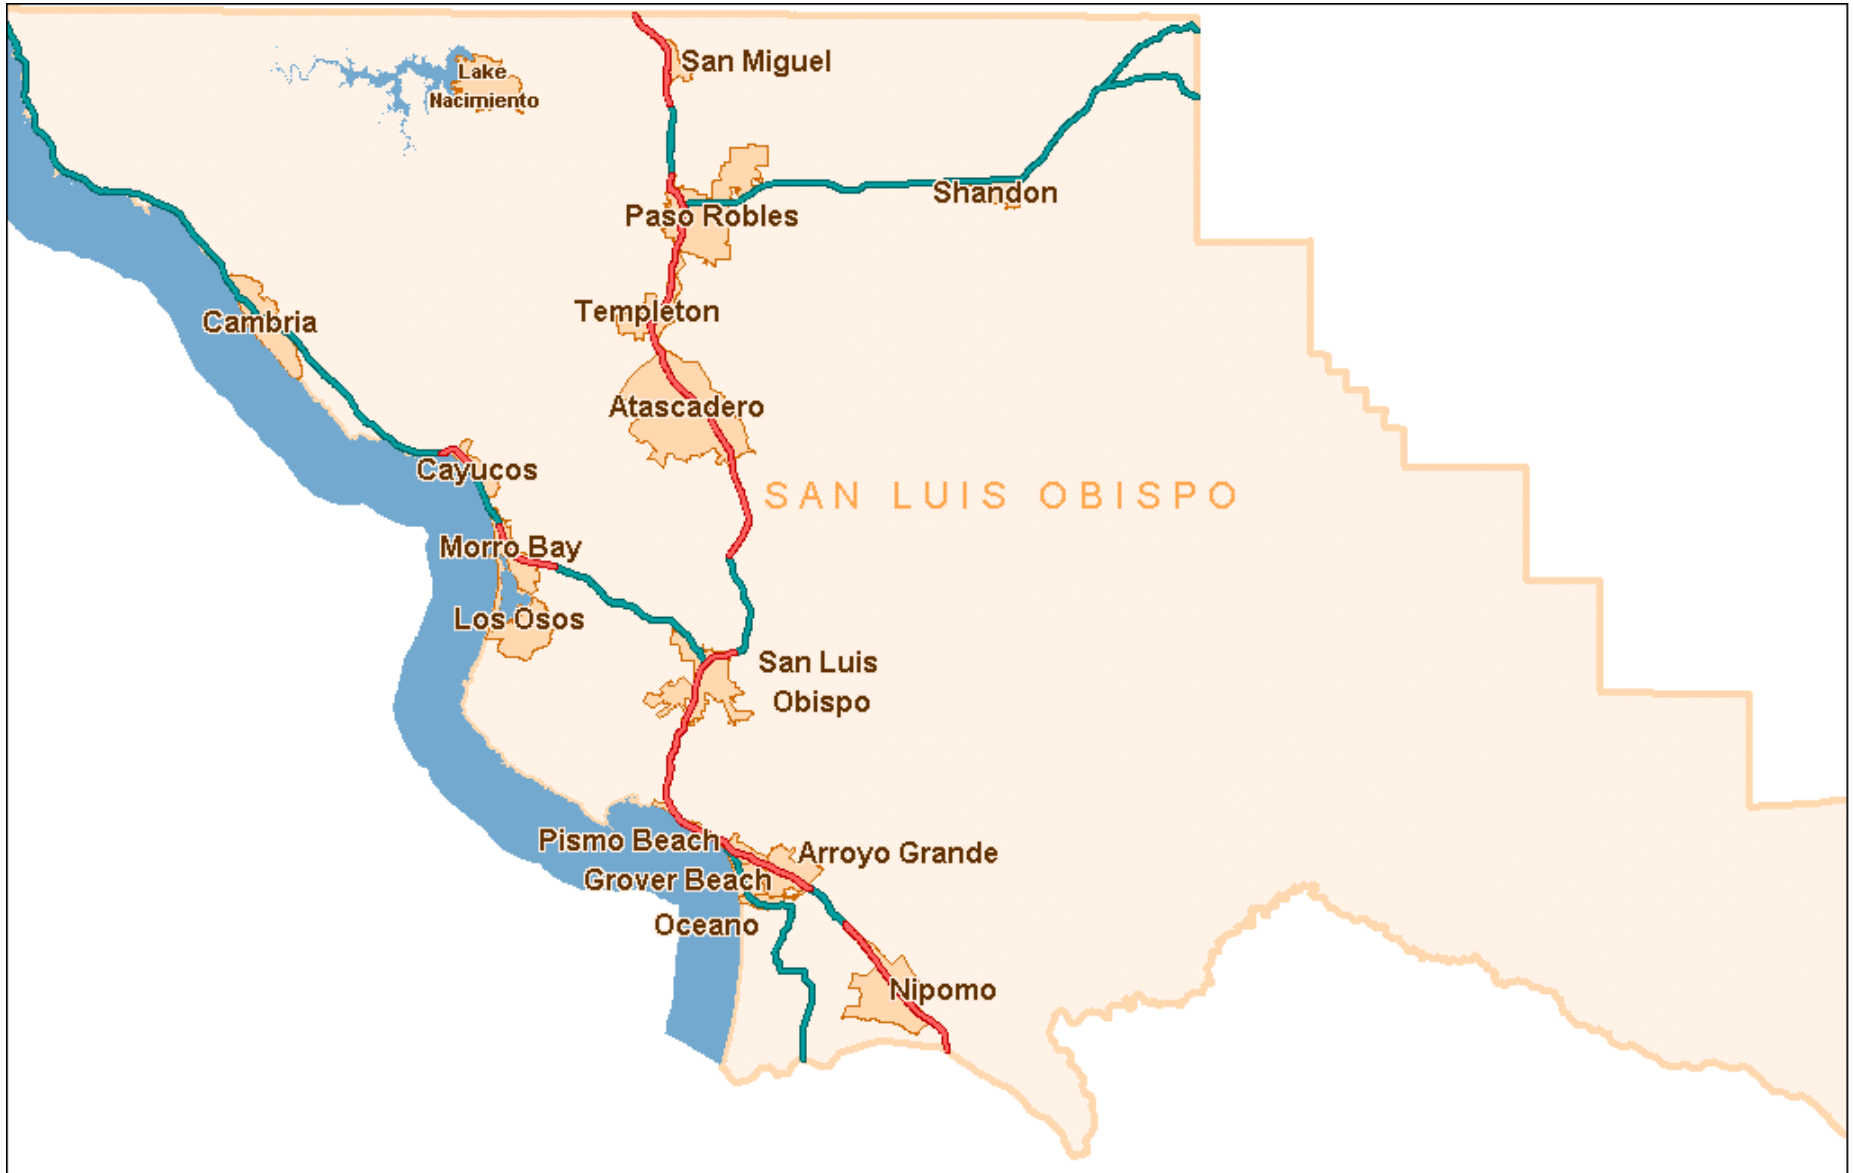 San Miguel
Lake
Nacimiento
Shandon
Paso Robles
Templeton
Cambria
Atascadero
Cayucos
SAN LUIS OBISPO
Morro Bay
Los Osos
San Luis
Obispo
Pismo Beach
Arroyo Grande
Grover Beach
Oceano
Nipomo